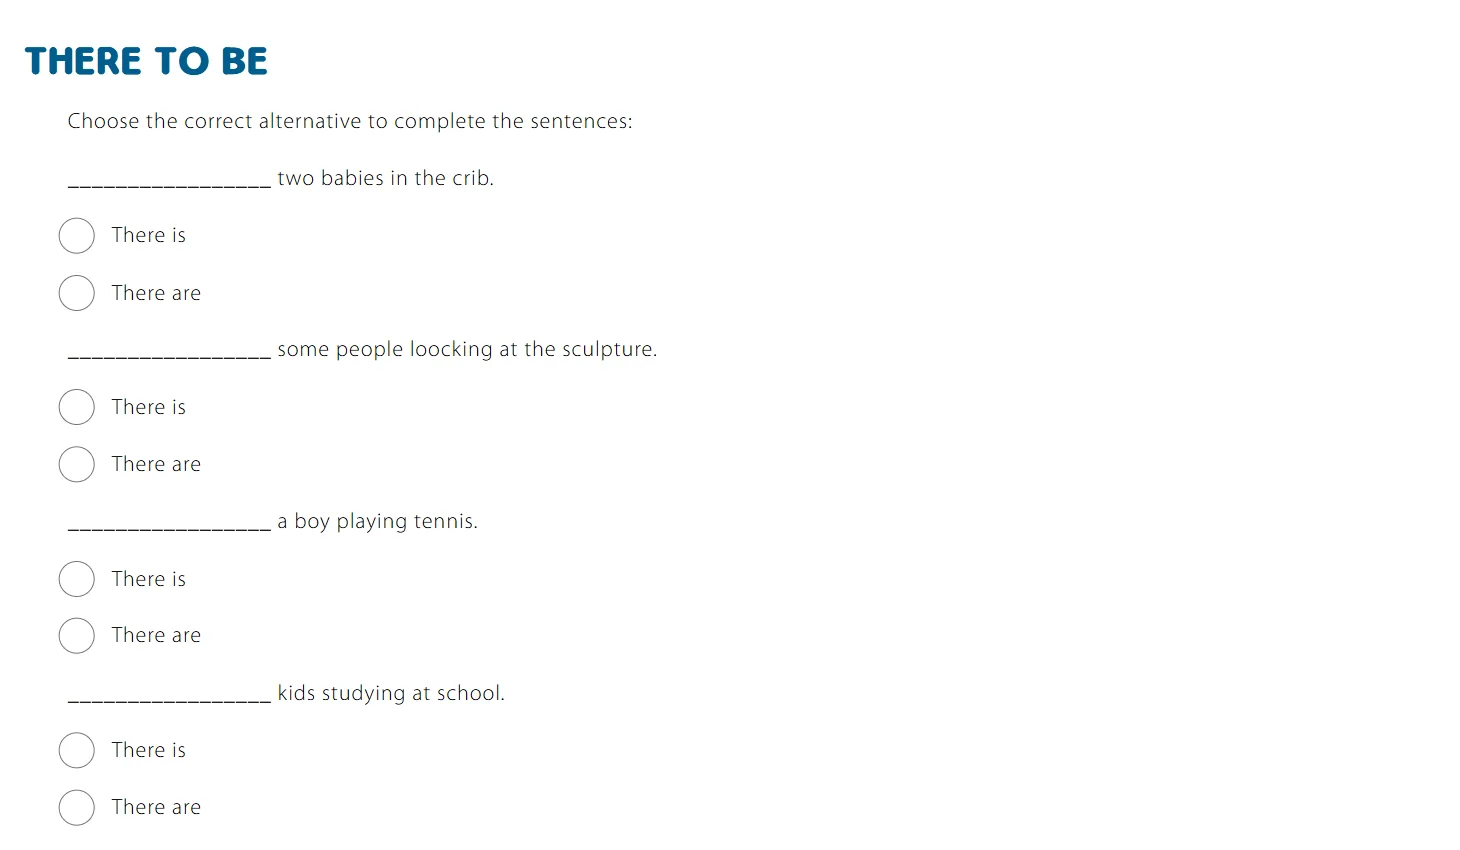 THERE TO BE
Choose the correct alternative to complete the sentences:
_________________ two babies in the crib.
There is
There are
_________________ some people loocking at the sculpture.
There is
There are
_________________ a boy playing tennis.
There is
There are
_________________ kids studying at school.
There is
There are